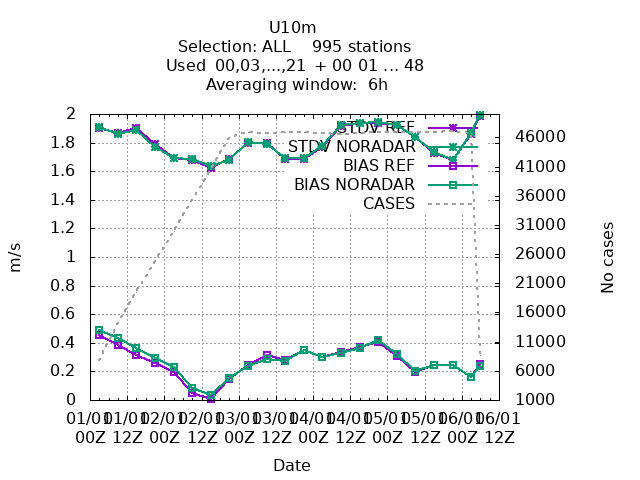 U10m
Selection: ALL    995 stations
Used  00,03,...,21  + 00 01 ... 48
Averaging window:  6h
STDV REF
STDV NORADAR
BIAS REF
BIAS NORADAR
CASES
2
1.8
1.6
1.4
1.2
1
0.8
0.6
0.4
0.2
0
46000
41000
36000
31000
26000
21000
16000
11000
6000
1000
m/s
No cases
01/01 01/01 02/01 02/01 03/01 03/01 04/01 04/01 05/01 05/01 06/01 06/01
00Z 12Z 00Z 12Z 00Z 12Z 00Z 12Z 00Z 12Z 00Z 12Z
Date